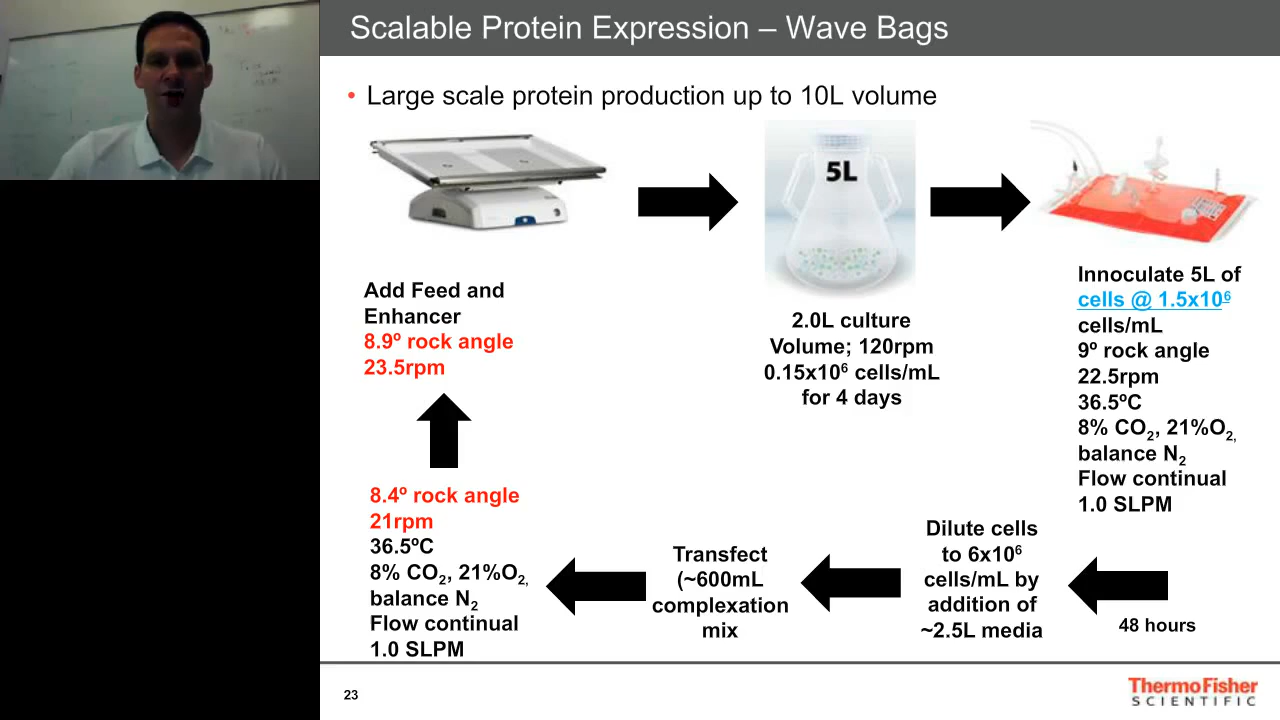 Scalable Protein Expression – Wave Bags
• Large scale protein production up to 10L volume
5L
Add Feed and
Enhancer
8.9º rock angle
23.5rpm
2.0L culture
Volume; 120rpm
0.15x10⁶ cells/mL
for 4 days
Innoculate 5L of
cells @ 1.5x10⁶
cells/mL
9º rock angle
22.5rpm
36.5ºC
8% CO₂, 21%O₂,
balance N₂
Flow continual
1.0 SLPM
48 hours
Dilute cells
to 6x10⁶
cells/mL by
addition of
~2.5L media
Transfect
(~600mL
complexation
mix
8.4º rock angle
21rpm
36.5ºC
8% CO₂, 21%O₂,
balance N₂
Flow continual
1.0 SLPM
23
ThermoFisher
SCIENTIFIC